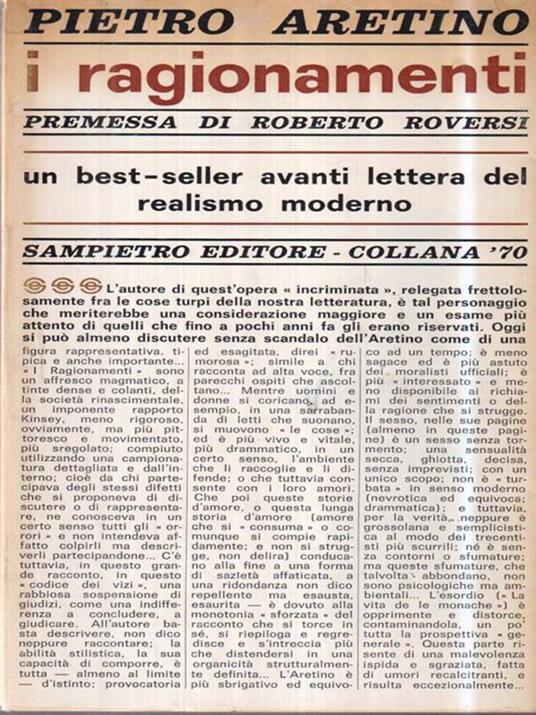 PIETRO ARETINO
i ragionamenti
PREMESSA DI ROBERTO ROVERSI
un best-seller avanti lettera del
realismo moderno
SAMPIETRO EDITORE - COLLANA '70
L'autore di quest'opera « incriminata », relegata frettolo-
samente fra le cose turpi della nostra letteratura, è tal personaggio
che meriterebbe una considerazione maggiore e un esame più
attento di quelli che fino a pochi anni fa gli erano riservati. Oggi
si può almeno discutere senza scandalo dell'Aretino come di una
figura rappresentativa, ti-
pica e anche importante...
« I Ragionamenti » sono
un affresco magmatico, a
tinte dense e colanti, del-
la società rinascimentale,
un imponente rapporto
Kinsey, meno rigoroso,
ovviamente, ma più pit-
toresco e movimentato,
più sregolato; compiuto
utilizzando una campiona-
tura dettagliata e dall'in-
terno; cioè da chi parte-
cipava degli stessi difetti
che si proponeva di di-
scutere o di rappresenta-
re, ne conosceva in un
certo senso tutti gli « or-
rori » e non intendeva af-
fatto colpirli ma descri-
verli partecipandone... C'è
tuttavia, in questo gran-
de racconto, in questo
« codice dei vizi », una
rabbiosa sospensione di
giudizi, come una indiffe-
renza a concludere, a
giudicare. All'autore ba-
sta descrivere, non dico
neppure raccontare; la
abilità stilistica, la sua
capacità di comporre, è
tutta — almeno al limite
— d'istinto; provocatoria
ed esagitata, direi « ru-
morosa »: simile a chi
racconta ad alta voce, fra
parecchi ospiti che ascol-
tano... Mentre uomini e
donne si coricano, ad e-
sempio, in una sarraban-
da di letti che suonano,
si muovono « le cose »;
ed è più vivo e vitale,
più drammatico, in un
certo senso, l'ambiente
che li raccoglie e li di-
fende; o che tuttavia con-
sente con i loro amori.
Che poi queste storie
d'amore, o questa lunga
storia d'amore (amore
che si « consuma » o co-
munque si compie rapi-
damente; e non si strug-
ge, non delira) conduca-
no alla fine a una forma
di sazietà affaticata, a
una ridondanza non dico
repellente ma esausta,
esaurita — è dovuto alla
monotonia « sforzata » del
racconto che si torce in
sé, si riepiloga e regre-
disce e s'intreccia più
che distendersi in una
organicità strutturalmen-
te definita... L'Aretino è
più sbrigativo ed equivo-
co ad un tempo; è meno
sagace ed è più astuto
dei moralisti ufficiali; è
più « interessato » e me-
no disponibile ai richia-
mi dei sentimenti o del-
la ragione che si strugge.
Il sesso, nelle sue pagine
(almeno in queste pagi-
ne) è un sesso senza tor-
mento; una sensualità
secca, ghiotta, decisa,
senza imprevisti; con un
unico scopo; non è « tur-
bata » in senso moderno
(nevrotica ed equivoca;
drammatica); tuttavia,
per la verità, neppure è
grossolana e semplicisti-
ca al modo dei trecenti-
sti più scurrili; né è sen-
za contorni o sfumature;
ma queste sfumature, che
talvolta abbondano, non
sono psicologiche ma am-
bientali... L'esordio (« La
vita de le monache ») è
opprimente e distorce,
contaminandola, un po'
tutta la prospettiva « ge-
nerale ». Questa parte ri-
sente di una malevolenza
ispida e sgraziata, fatta
di umori recalcitranti, e
risulta eccezionalmente...